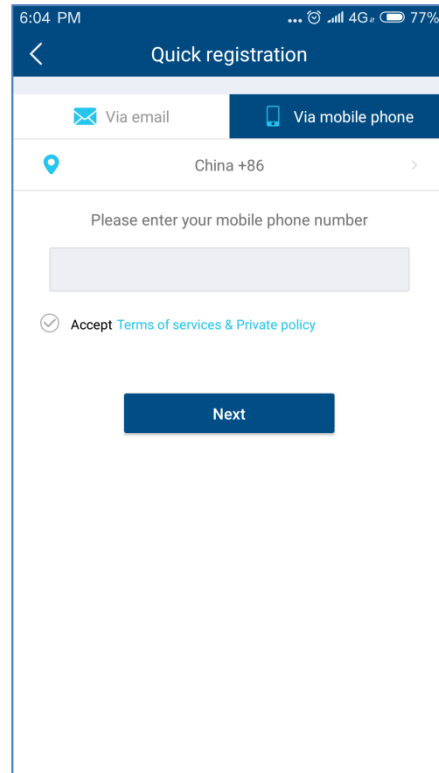 6:04 PM ... 4G 77%
Quick registration
Via email Via mobile phone
China +86
Please enter your mobile phone number
Accept Terms of services & Private policy
Next